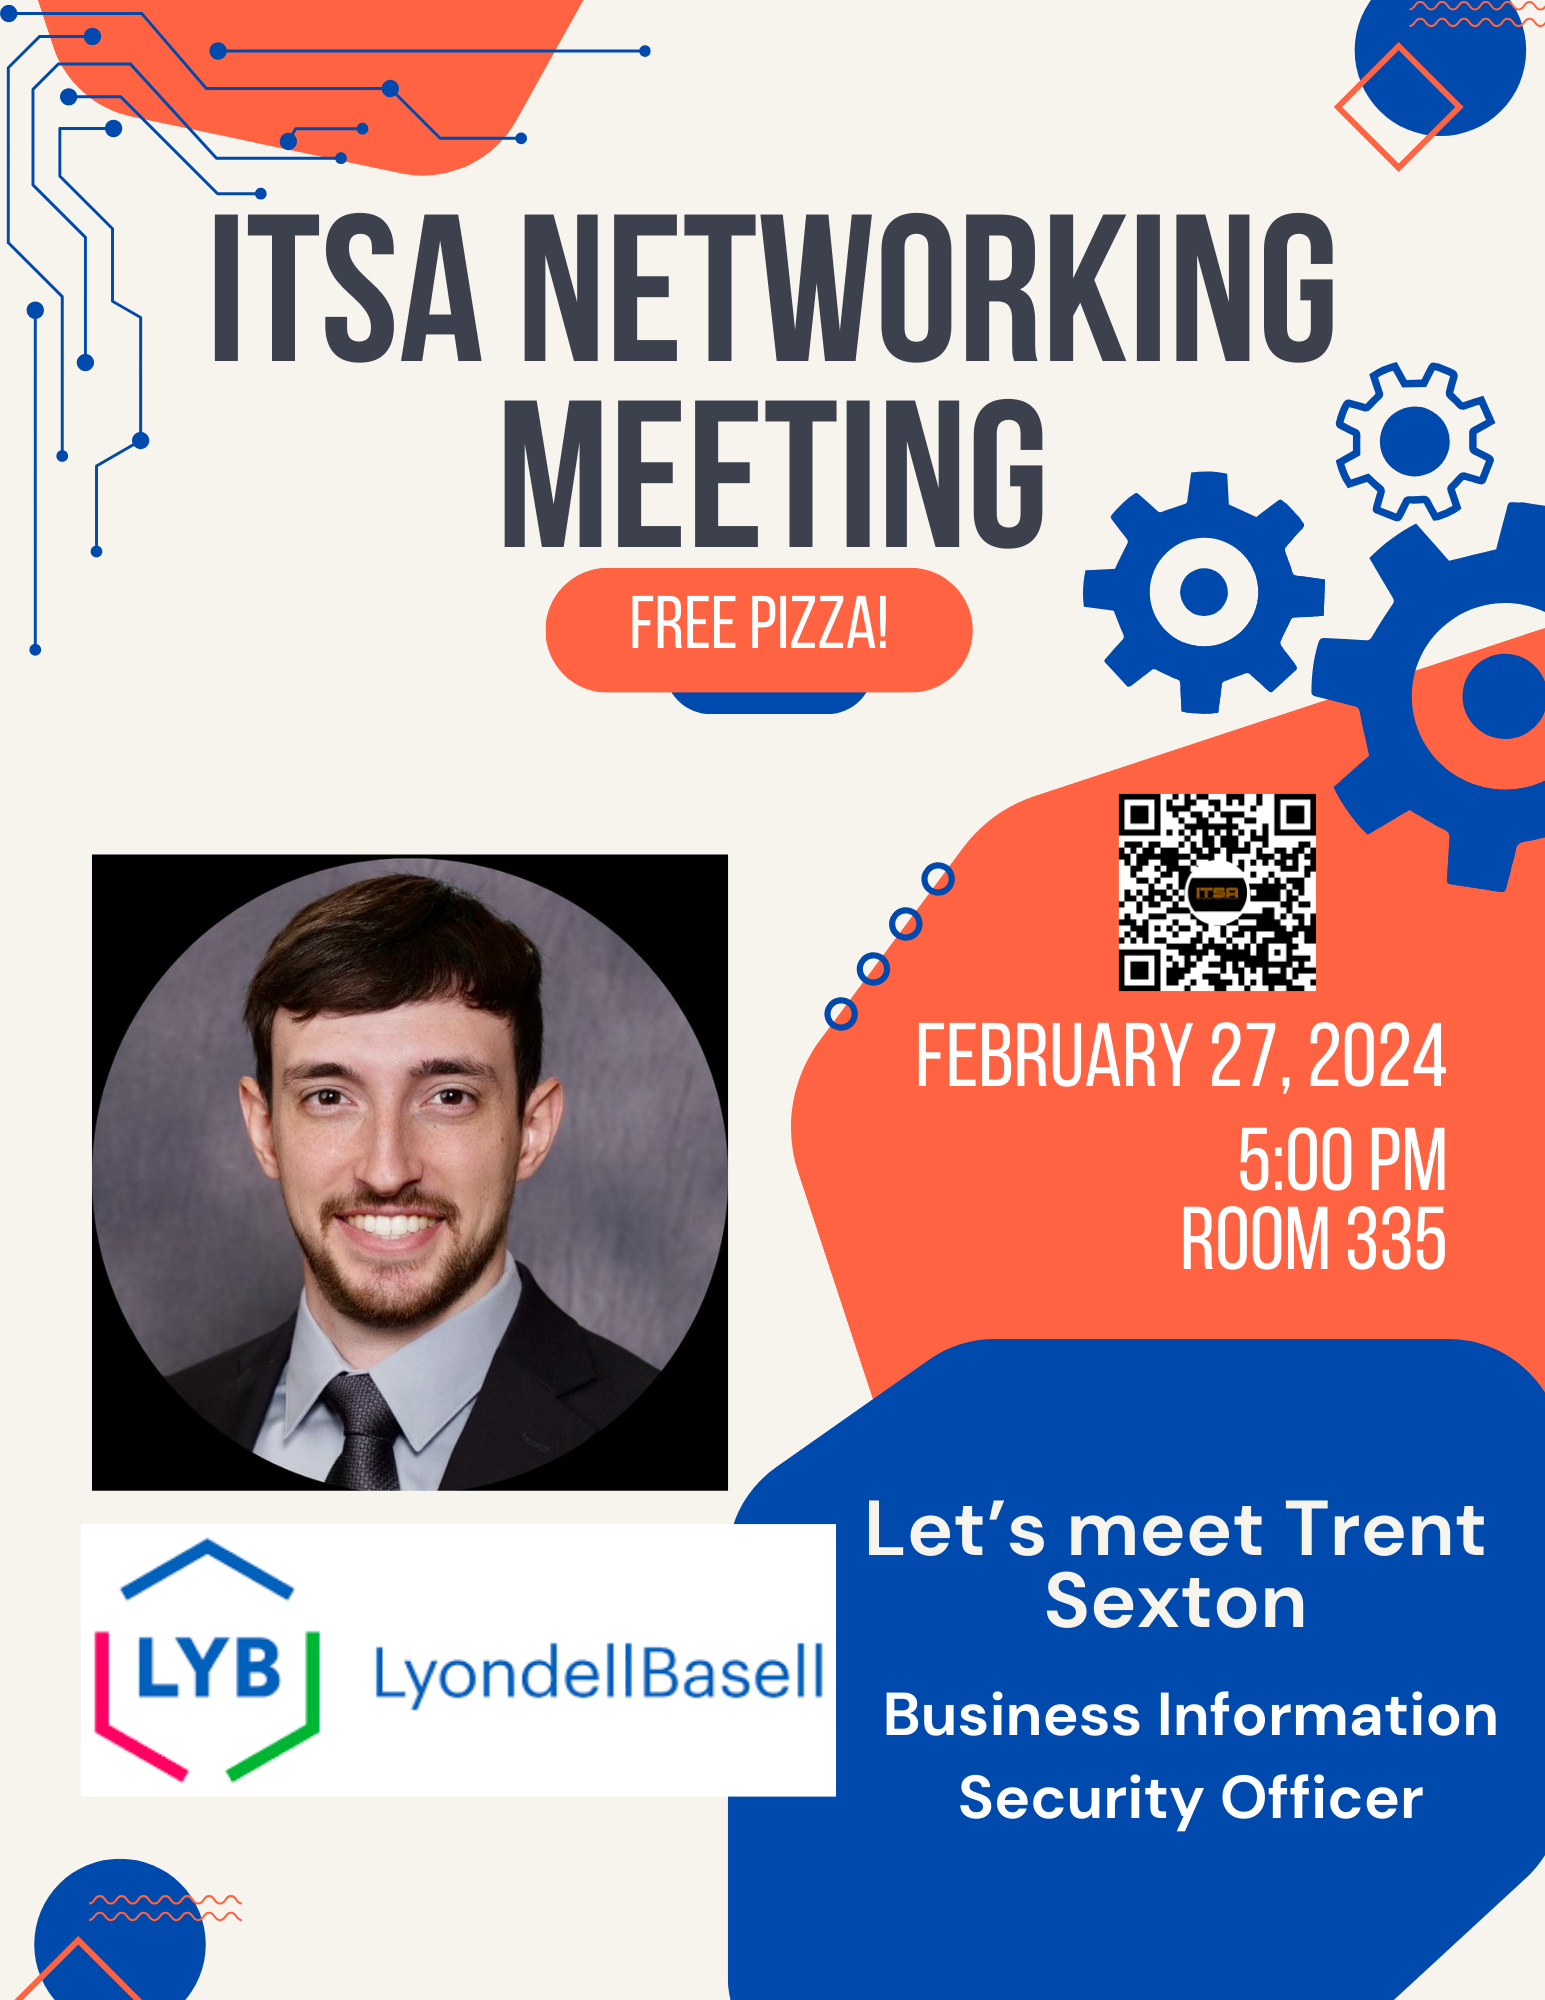 ITSA NETWORKING
MEETING
FREE PIZZA!
ITSA
FEBRUARY 27, 2024
5:00 PM
ROOM 335
Let’s meet Trent
Sexton
LYB
LyondellBasell
Business Information
Security Officer